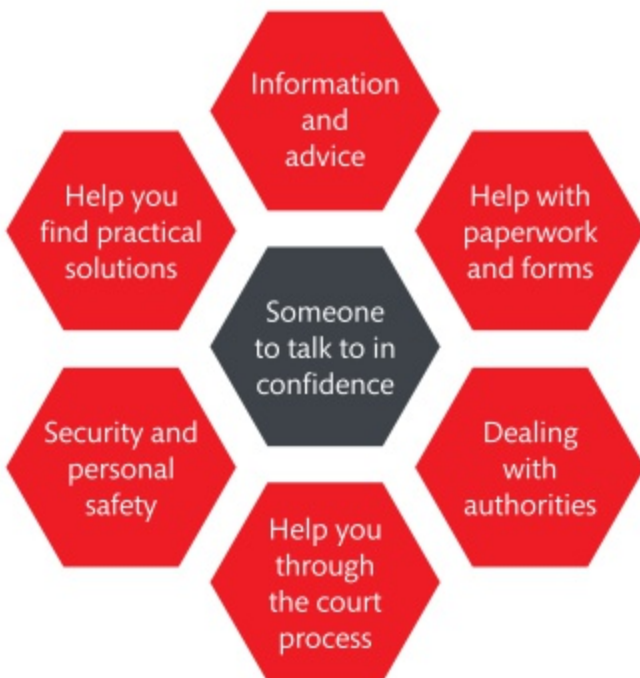 Information
and
advice
Help you
find practical
solutions
Help with
paperwork
and forms
Someone
to talk to in
confidence
Security and
personal
safety
Dealing
with
authorities
Help you
through
the court
process